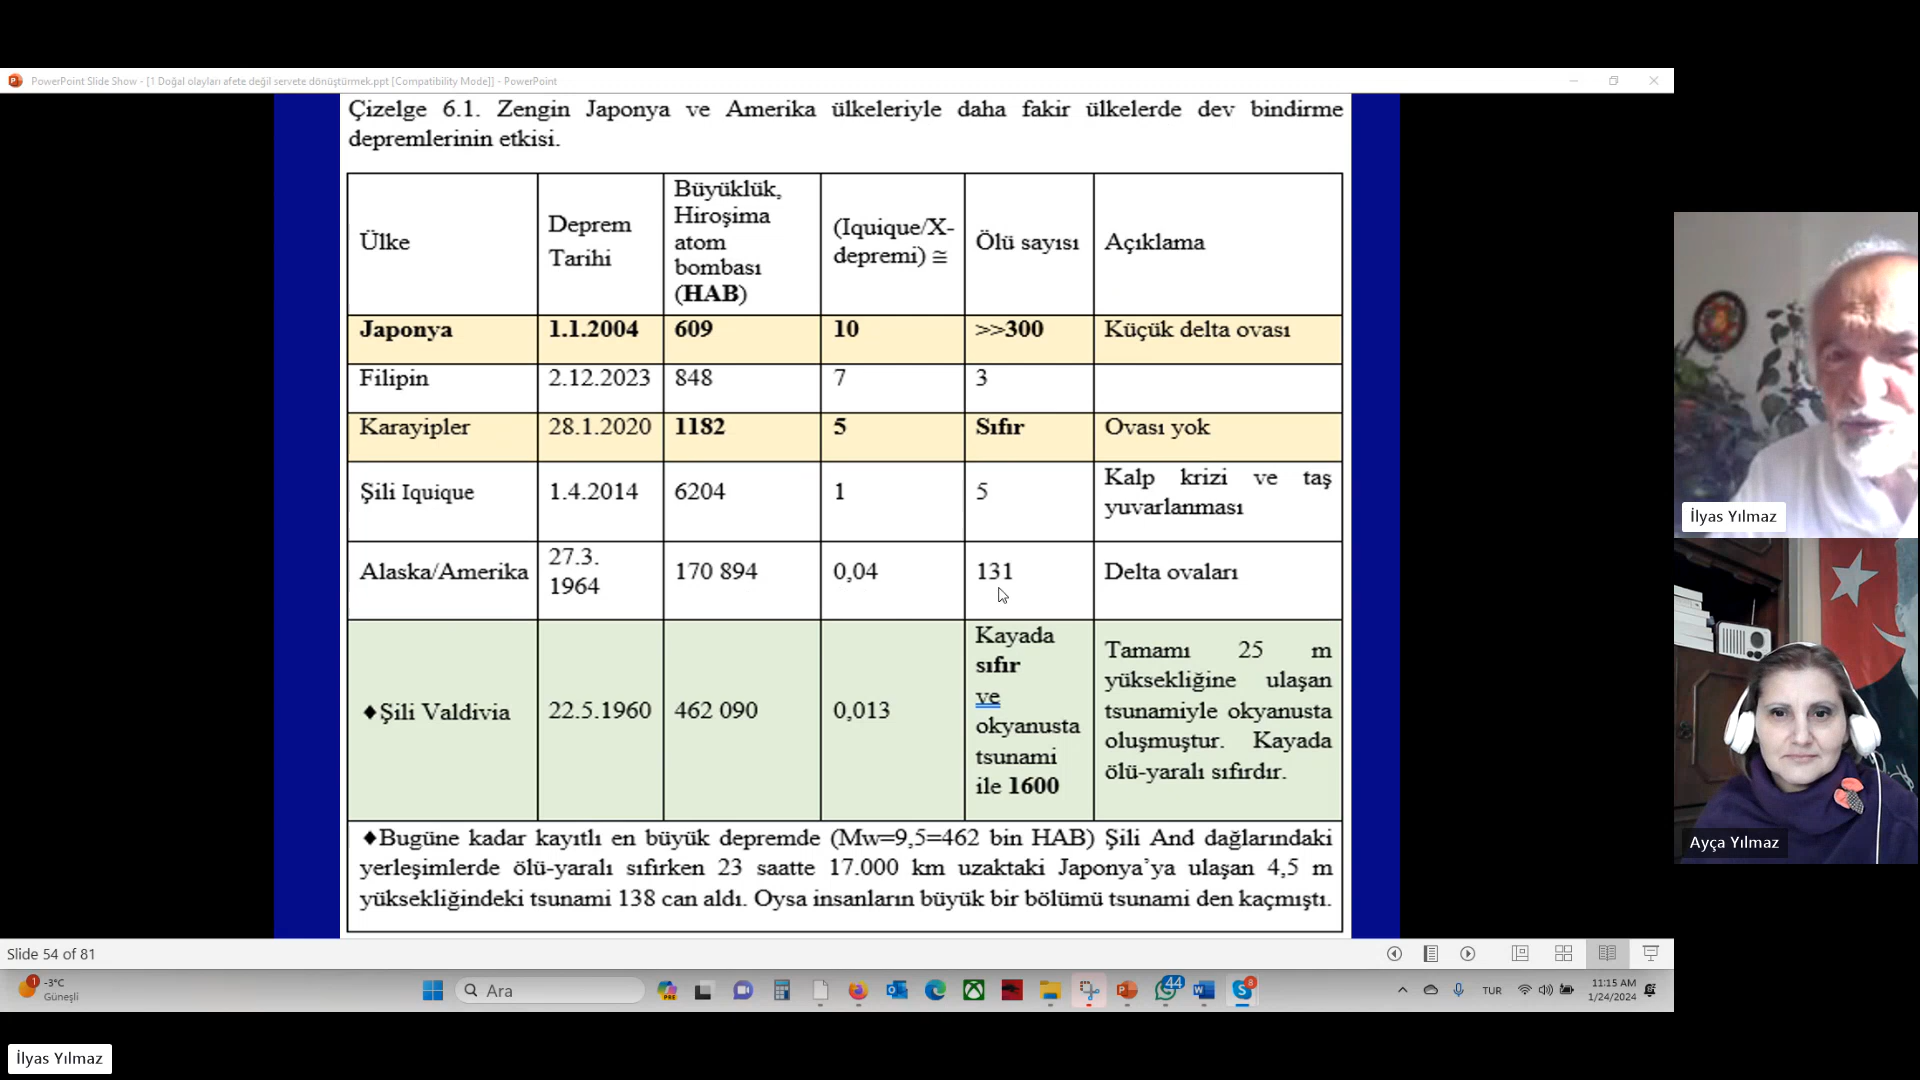 PowerPoint Slide Show - [1 Doğal olayları afete değil servete dönüştürmek.ppt [Compatibility Mode]] - PowerPoint
Çizelge 6.1. Zengin Japonya ve Amerika ülkeleriyle daha fakir ülkelerde dev bindirme
depremlerinin etkisi.
Ülke
Deprem
Tarihi
Büyüklük,
Hiroşima
atom
bombası
(HAB)
(Iquique/X-
depremi) ≅
Ölü sayısı
Açıklama
Japonya
1.1.2004
609
10
>>300
Küçük delta ovası
Filipin
2.12.2023
848
7
3
Karayipler
28.1.2020
1182
5
Sıfır
Ovası yok
Şili Iquique
1.4.2014
6204
1
5
Kalp krizi ve taş
yuvarlanması
Alaska/Amerika
27.3.
1964
170 894
0,04
131
Delta ovaları
♦Şili Valdivia
22.5.1960
462 090
0,013
Kayada
sıfır
ve
okyanusta
tsunami
ile 1600
Tamamı 25 m
yüksekliğine ulaşan
tsunamiyle okyanusta
oluşmuştur. Kayada
ölü-yaralı sıfırdır.
♦Bugüne kadar kayıtlı en büyük depremde (Mw=9,5=462 bin HAB) Şili And dağlarındaki
yerleşimlerde ölü-yaralı sıfırken 23 saatte 17.000 km uzaktaki Japonya’ya ulaşan 4,5 m
yüksekliğindeki tsunami 138 can aldı. Oysa insanların büyük bir bölümü tsunami den kaçmıştı.
İlyas Yılmaz
Ayça Yılmaz
Slide 54 of 81
1
-3°C
Güneşli
Ara
PRE
44
8
TUR
11:15 AM
1/24/2024
İlyas Yılmaz